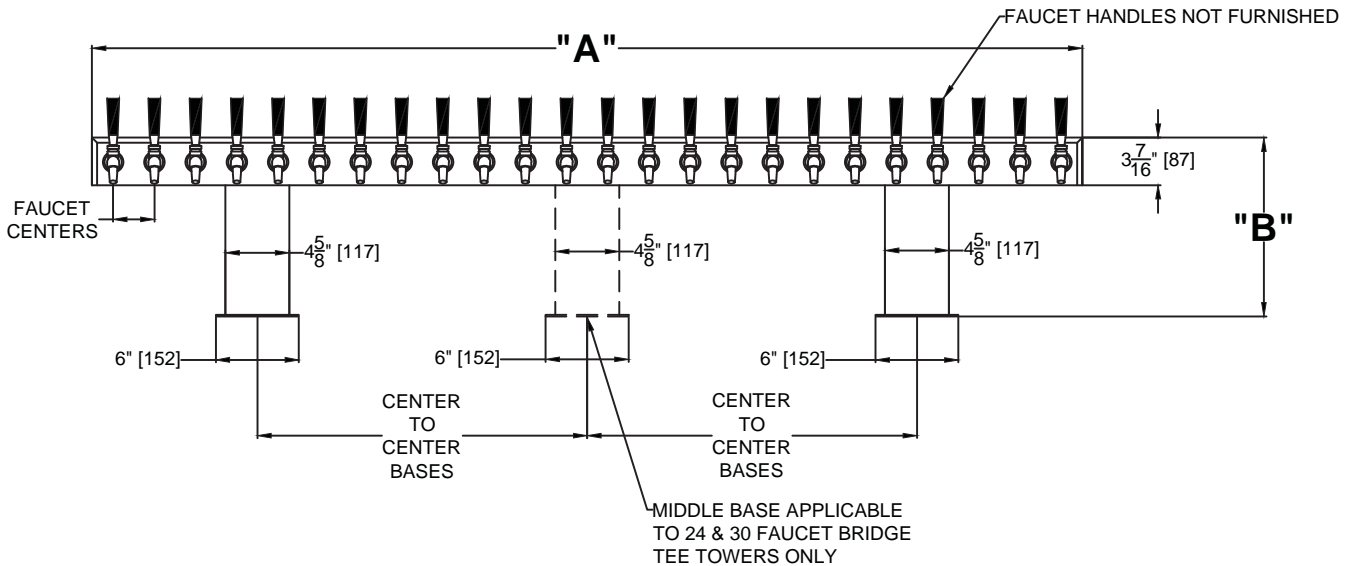 FAUCET HANDLES NOT FURNISHED
"A"
3 7/16" [87]
FAUCET
CENTERS
"B"
4 5/8" [117]
4 5/8" [117]
4 5/8" [117]
6" [152]
6" [152]
6" [152]
CENTER
TO
CENTER
BASES
CENTER
TO
CENTER
BASES
MIDDLE BASE APPLICABLE
TO 24 & 30 FAUCET BRIDGE
TEE TOWERS ONLY